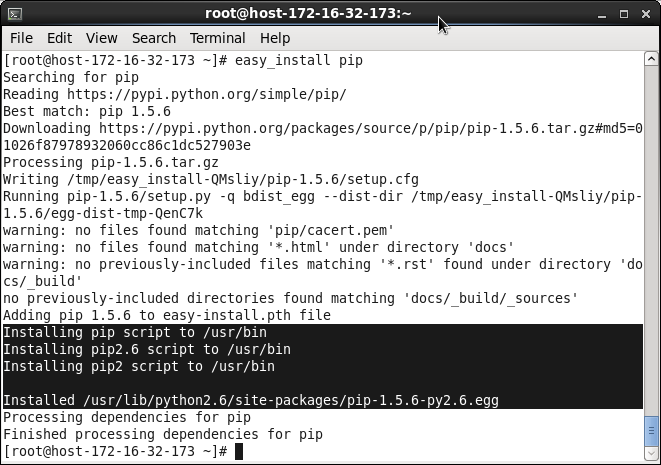 root@host-172-16-32-173:~
File Edit View Search Terminal Help
[root@host-172-16-32-173 ~]# easy_install pip
Searching for pip
Reading https://pypi.python.org/simple/pip/
Best match: pip 1.5.6
Downloading https://pypi.python.org/packages/source/p/pip/pip-1.5.6.tar.gz#md5=0
1026f87978932060cc86c1dc527903e
Processing pip-1.5.6.tar.gz
Writing /tmp/easy_install-QMsliy/pip-1.5.6/setup.cfg
Running pip-1.5.6/setup.py -q bdist_egg --dist-dir /tmp/easy_install-QMsliy/pip-
1.5.6/egg-dist-tmp-QenC7k
warning: no files found matching 'pip/cacert.pem'
warning: no files found matching '*.html' under directory 'docs'
warning: no previously-included files matching '*.rst' found under directory 'do
cs/_build'
no previously-included directories found matching 'docs/_build/_sources'
Adding pip 1.5.6 to easy-install.pth file
Installing pip script to /usr/bin
Installing pip2.6 script to /usr/bin
Installing pip2 script to /usr/bin

Installed /usr/lib/python2.6/site-packages/pip-1.5.6-py2.6.egg
Processing dependencies for pip
Finished processing dependencies for pip
[root@host-172-16-32-173 ~]#